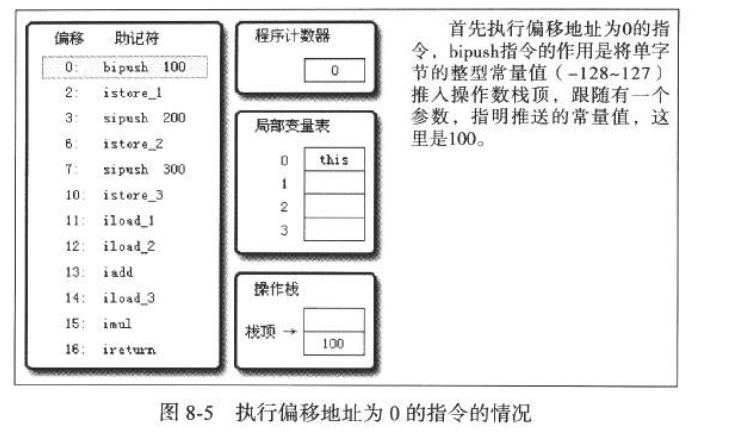 偏移 助记符
0: bipush 100
2: istore_1
3: sipush 200
6: istore_2
7: sipush 300
10: istore_3
11: iload_1
12: iload_2
13: iadd
14: iload_3
15: imul
16: ireturn
程序计数器
0
局部变量表
0 this
1
2
3
操作栈
栈顶 →
100
首先执行偏移地址为0的指
令，bipush指令的作用是将单字
节的整型常量值（-128~127）
推入操作数栈顶，跟随有一个
参数，指明推送的常量值，这
里是100。
图 8-5 执行偏移地址为 0 的指令的情况